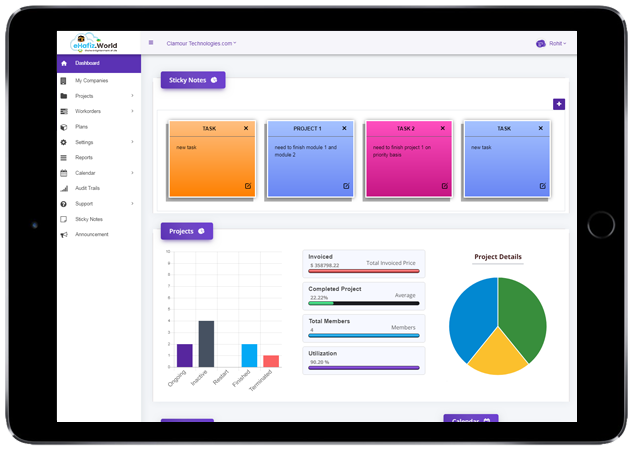 eHafiz.World
Clamour Technologies.com
Rohit
Dashboard
My Companies
Projects
Workorders
Plans
Settings
Reports
Calendar
Audit Trails
Support
Sticky Notes
Announcement
Sticky Notes
TASK
new task
PROJECT 1
need to finish module 1 and
module 2
TASK 2
need to finish project 1 on
priority basis
TASK
new task
Projects
10
9
8
7
6
5
4
3
2
1
0
Ongoing
Inactive
Restart
Finished
Terminated
Invoiced
$ 358798.22 Total Invoiced Price
Completed Project
22.22% Average
Total Members
4 Members
Utilization
90.20 %
Project Details
Calendar